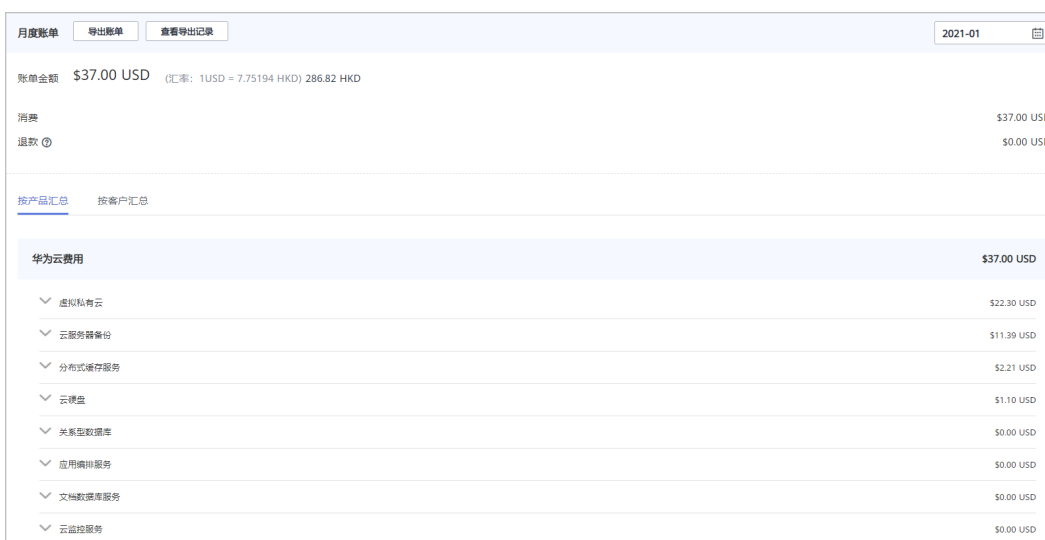 月度账单 导出账单 查看导出记录 2021-01
账单金额 $37.00 USD (汇率：1USD = 7.75194 HKD) 286.82 HKD
消费 $37.00 US
退款 $0.00 US
按产品汇总 按客户汇总
华为云费用 $37.00 USD
虚拟私有云 $22.30 USD
云服务器备份 $11.39 USD
分布式缓存服务 $2.21 USD
云硬盘 $1.10 USD
关系型数据库 $0.00 USD
应用编排服务 $0.00 USD
文档数据库服务 $0.00 USD
云监控服务 $0.00 USD